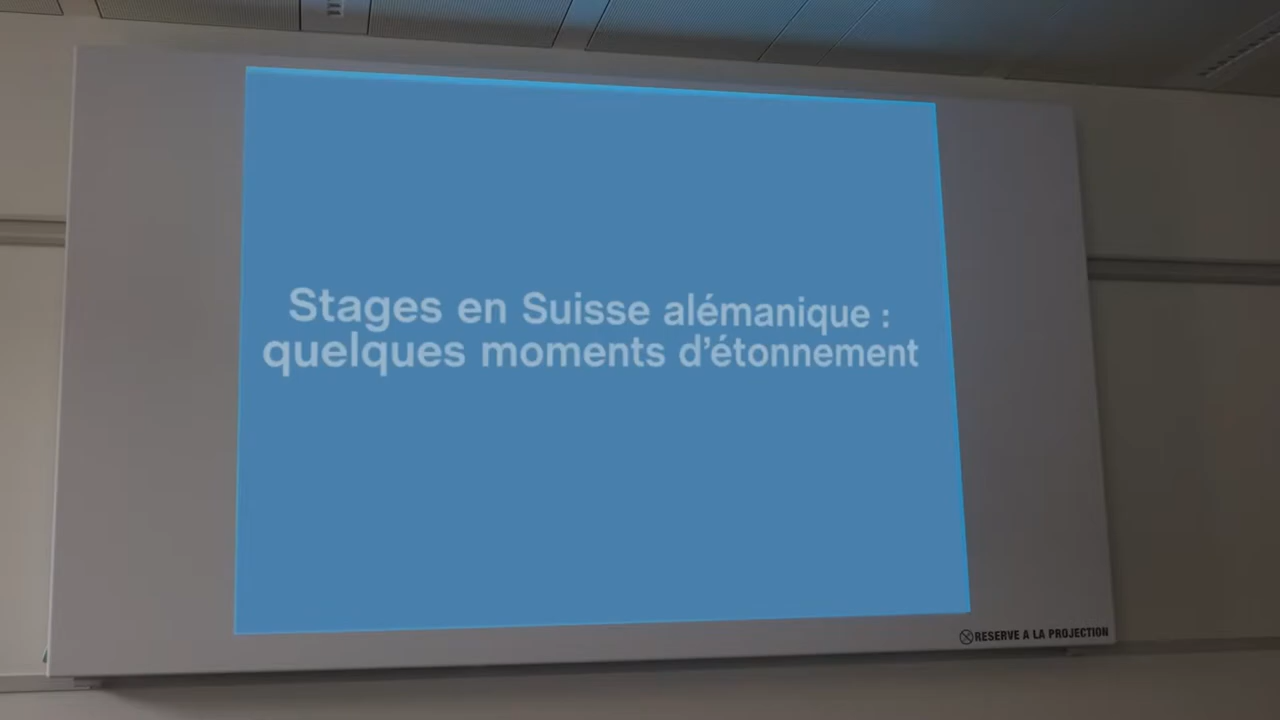 Stages en Suisse alémanique :
quelques moments d’étonnement
RESERVE A LA PROJECTION